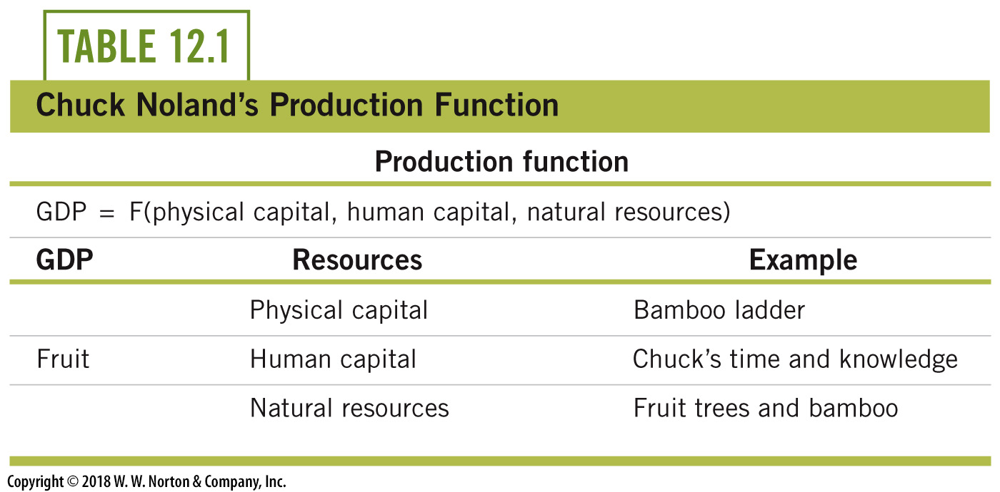 TABLE 12.1
Chuck Noland’s Production Function
Production function
GDP = F(physical capital, human capital, natural resources)
GDP Resources Example
Physical capital Bamboo ladder
Fruit Human capital Chuck’s time and knowledge
Natural resources Fruit trees and bamboo
Copyright © 2018 W. W. Norton & Company, Inc.